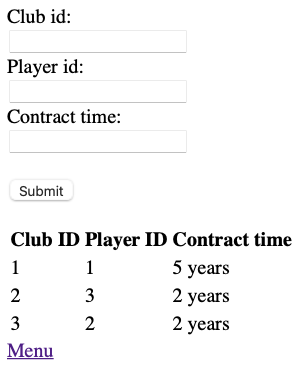 Club id:
Player id:
Contract time:
Submit
Club ID Player ID Contract time
1 1 5 years
2 3 2 years
3 2 2 years
Menu